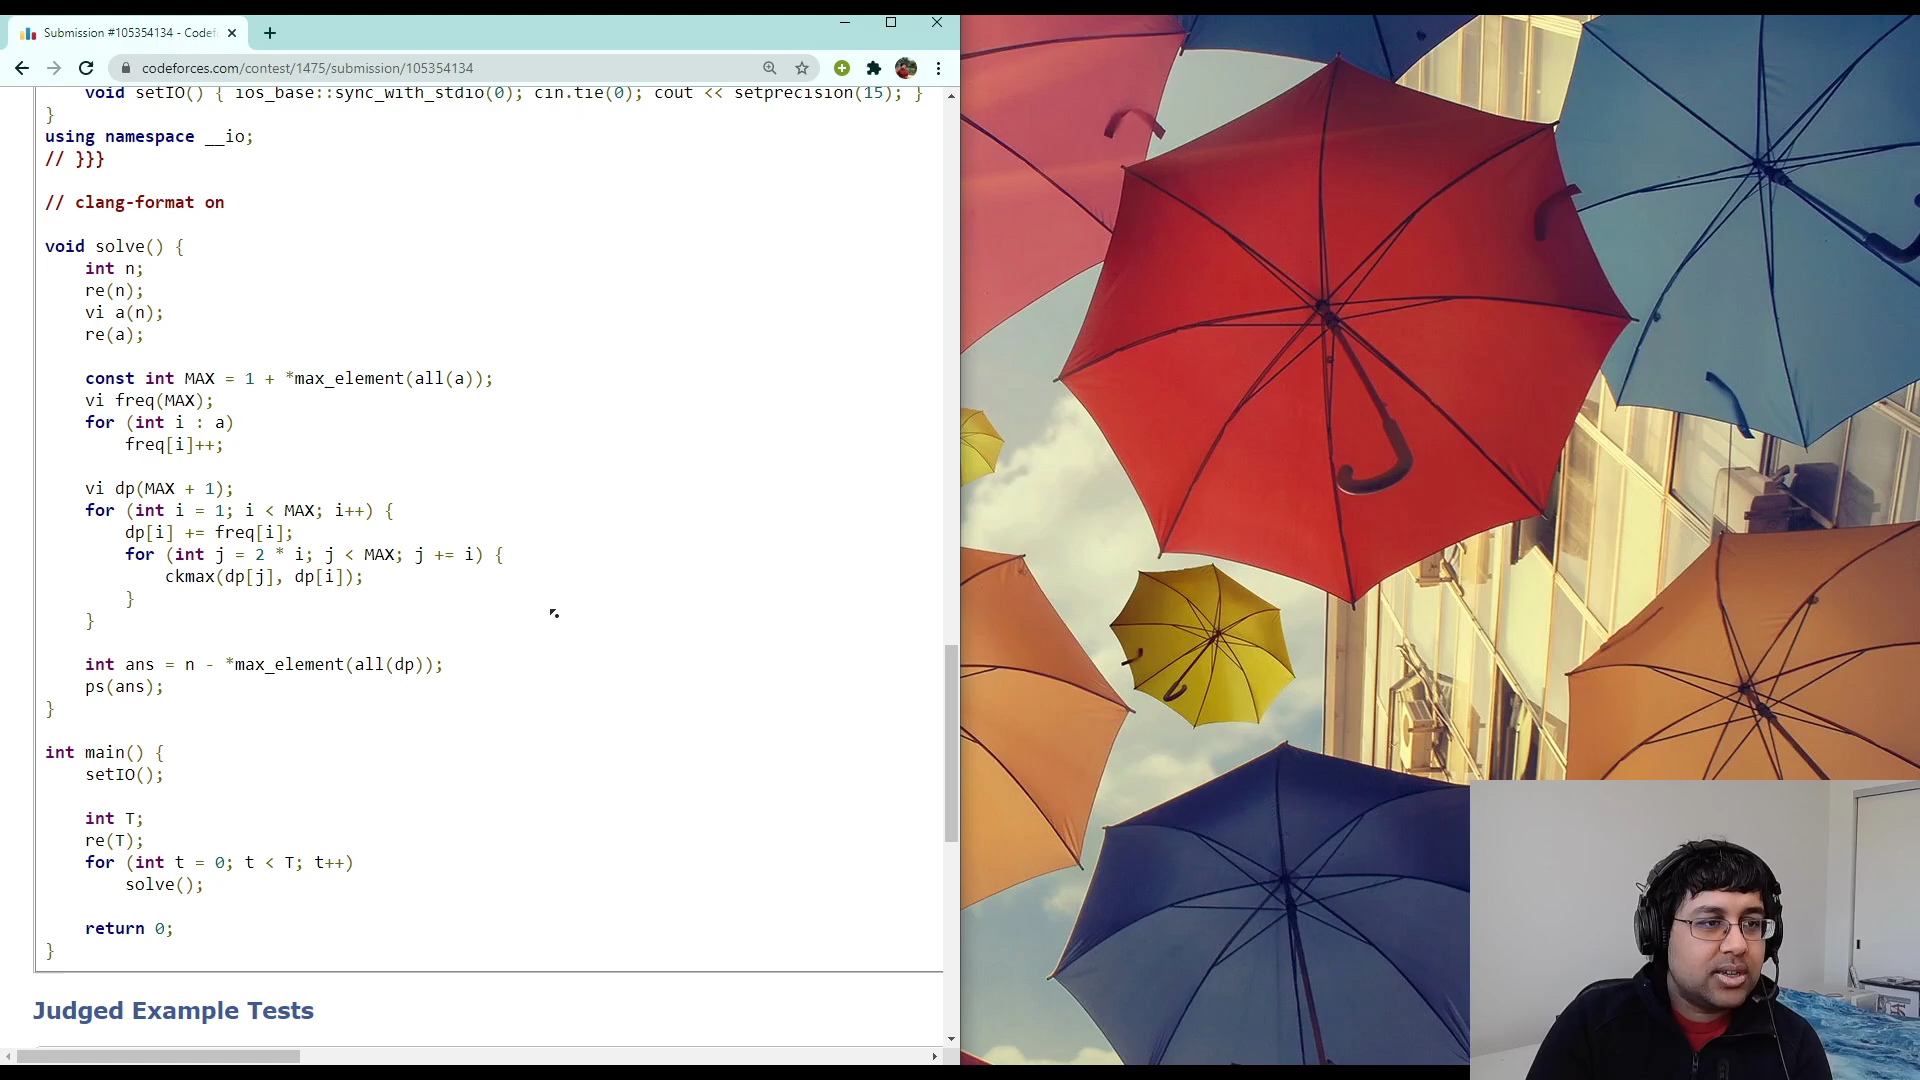 Submission #105354134 - Codef
codeforces.com/contest/1475/submission/105354134
void setIO() { ios_base::sync_with_stdio(0); cin.tie(0); cout << setprecision(15); }
}
using namespace __io;
// }}}
// clang-format on
void solve() {
int n;
re(n);
vi a(n);
re(a);
const int MAX = 1 + *max_element(all(a));
vi freq(MAX);
for (int i : a)
freq[i]++;
vi dp(MAX + 1);
for (int i = 1; i < MAX; i++) {
dp[i] += freq[i];
for (int j = 2 * i; j < MAX; j += i) {
ckmax(dp[j], dp[i]);
}
}
int ans = n - *max_element(all(dp));
ps(ans);
}
int main() {
setIO();
int T;
re(T);
for (int t = 0; t < T; t++)
solve();
return 0;
}
Judged Example Tests